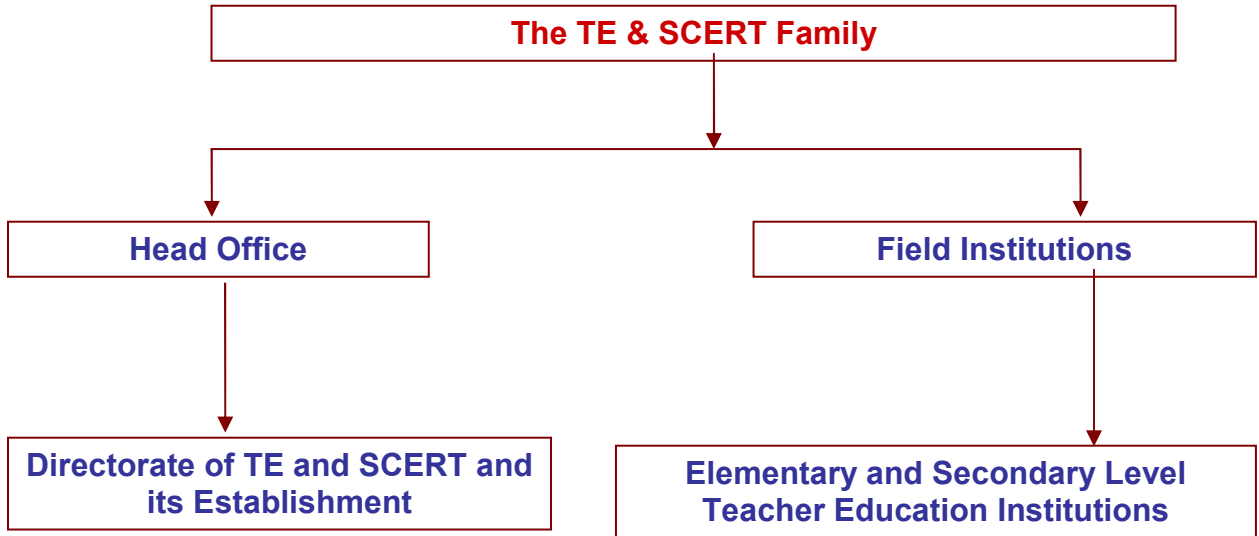 The TE & SCERT Family
Head Office
Field Institutions
Directorate of TE and SCERT and
its Establishment
Elementary and Secondary Level
Teacher Education Institutions